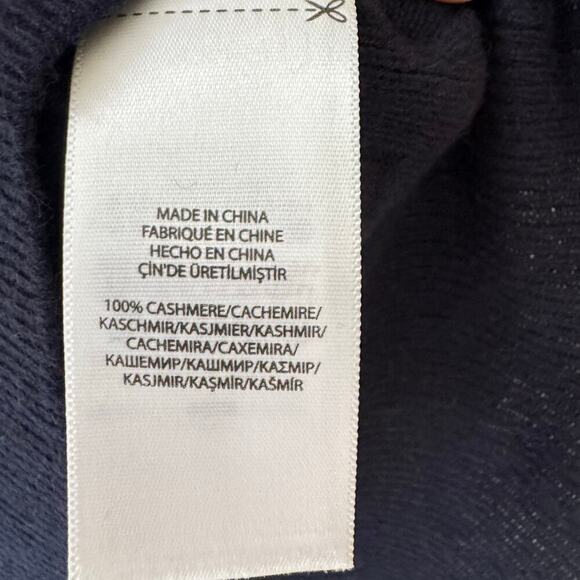 MADE IN CHINA
FABRIQUÉ EN CHINE
HECHO EN CHINA
ÇİN'DE ÜRETİLMİŞTİR
100% CASHMERE/CACHEMIRE/
KASCHMIR/KASJMIER/KASHMIR/
CACHEMIRA/CAXEMIRA/
КАШЕМИР/КАШМИР/ΚΑΣΜΙΡ/
KASJMIR/KAŞMİR/KAŠMÍR